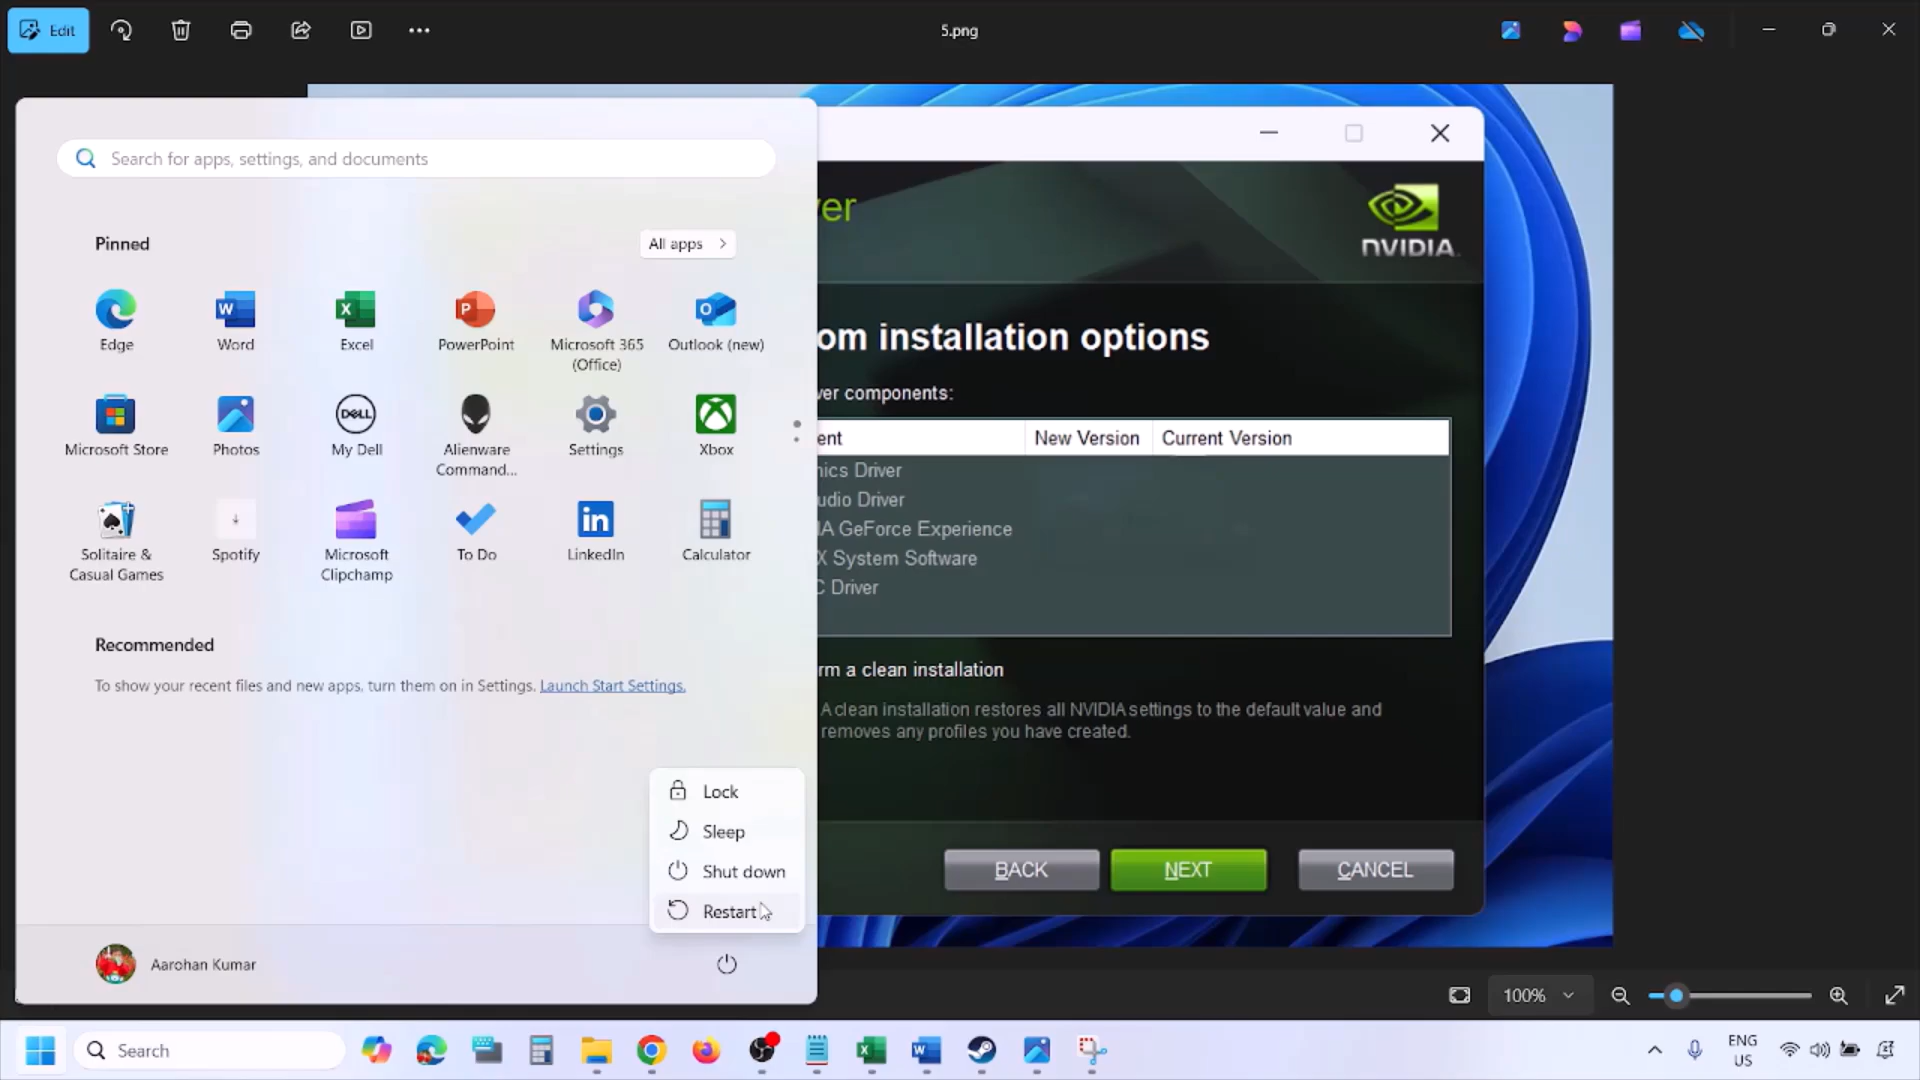 Edit
5.png
Search for apps, settings, and documents
Pinned
All apps
Edge
Word
Excel
PowerPoint
Microsoft 365
(Office)
Outlook (new)
Microsoft Store
Photos
My Dell
Alienware
Command...
Settings
Xbox
Solitaire &
Casual Games
Spotify
Microsoft
Clipchamp
To Do
LinkedIn
Calculator
Recommended
To show your recent files and new apps, turn them on in Settings. Launch Start Settings.
Lock
Sleep
Shut down
Restart
Aarohan Kumar
ver
NVIDIA.
om installation options
ver components:
ent
New Version
Current Version
nics Driver
udio Driver
IA GeForce Experience
X System Software
C Driver
rm a clean installation
A clean installation restores all NVIDIA settings to the default value and
removes any profiles you have created.
BACK
NEXT
CANCEL
100%
Search
ENG
US